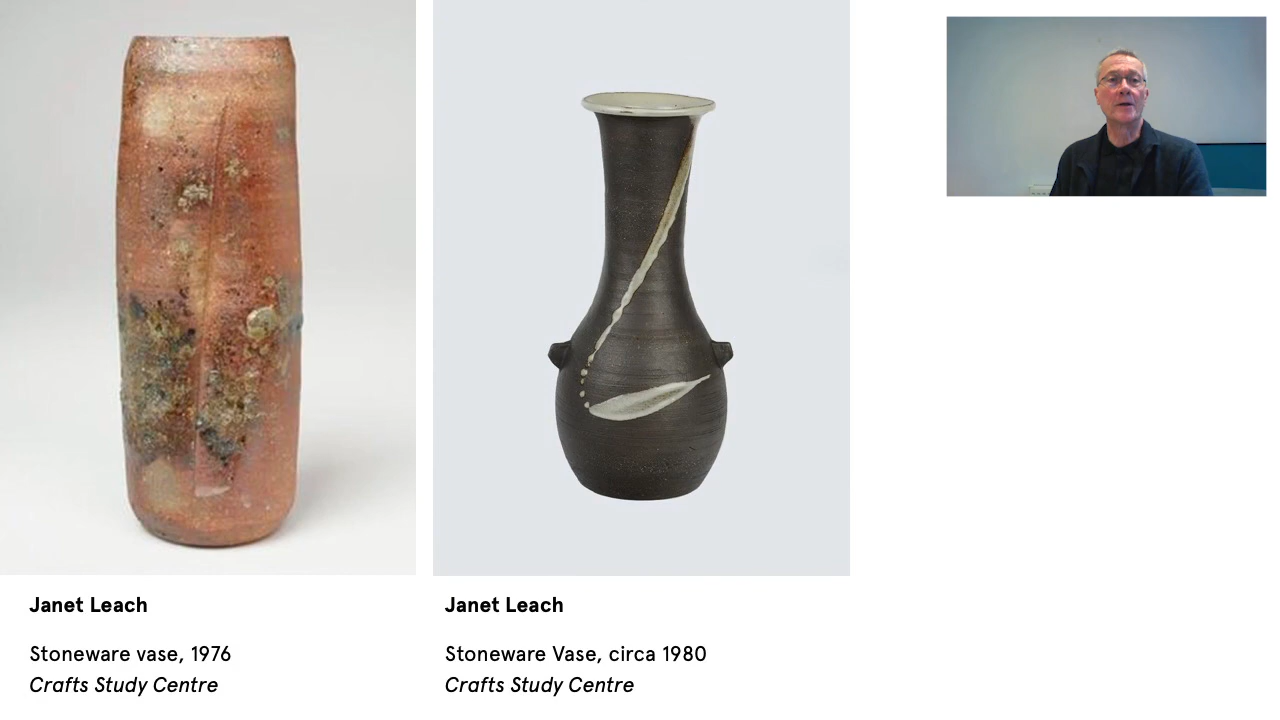 Janet Leach
Stoneware vase, 1976
Crafts Study Centre
Janet Leach
Stoneware Vase, circa 1980
Crafts Study Centre